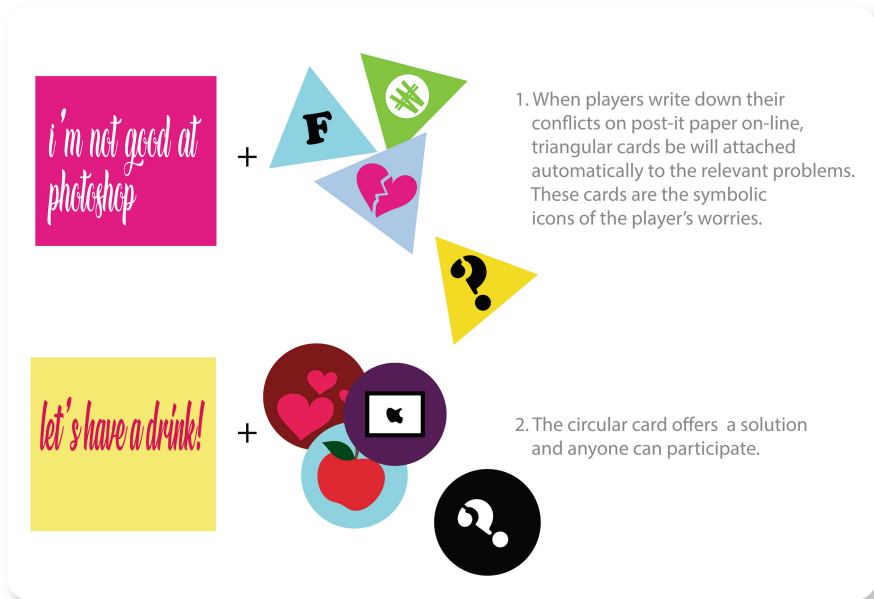 i'm not good at
photoshop
+
F
₩
?
1. When players write down their
conflicts on post-it paper on-line,
triangular cards be will attached
automatically to the relevant problems.
These cards are the symbolic
icons of the player's worries.
let's have a drink!
+
?
2. The circular card offers  a solution
and anyone can participate.